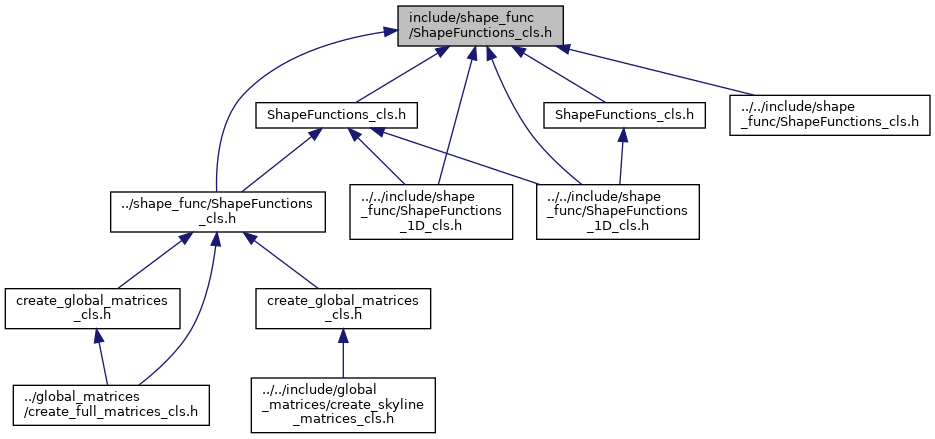 include/shape_func
/ShapeFunctions_cls.h
ShapeFunctions_cls.h
ShapeFunctions_cls.h
../../include/shape
_func/ShapeFunctions_cls.h
../shape_func/ShapeFunctions
_cls.h
../../include/shape
_func/ShapeFunctions
_1D_cls.h
../../include/shape
_func/ShapeFunctions
_1D_cls.h
create_global_matrices
_cls.h
create_global_matrices
_cls.h
../global_matrices
/create_full_matrices_cls.h
../../include/global
_matrices/create_skyline
_matrices_cls.h